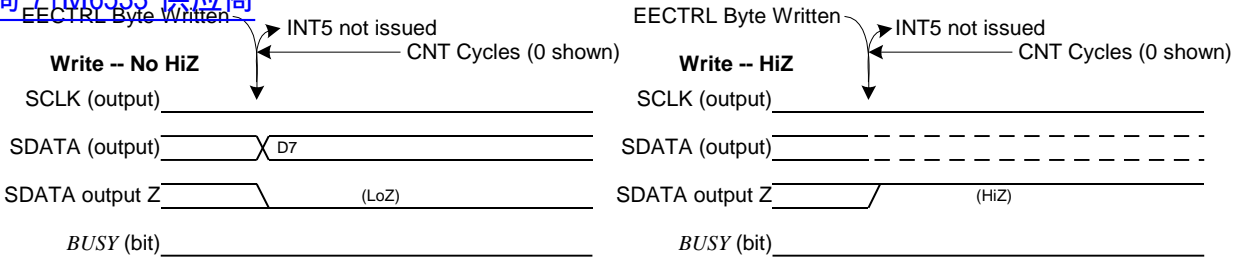 EECTRL Byte Written
INT5 not issued
CNT Cycles (0 shown)
Write -- No HiZ
SCLK (output)
SDATA (output)
D7
SDATA output Z
(LoZ)
BUSY (bit)
EECTRL Byte Written
INT5 not issued
CNT Cycles (0 shown)
Write -- HiZ
SCLK (output)
SDATA (output)
SDATA output Z
(HiZ)
BUSY (bit)